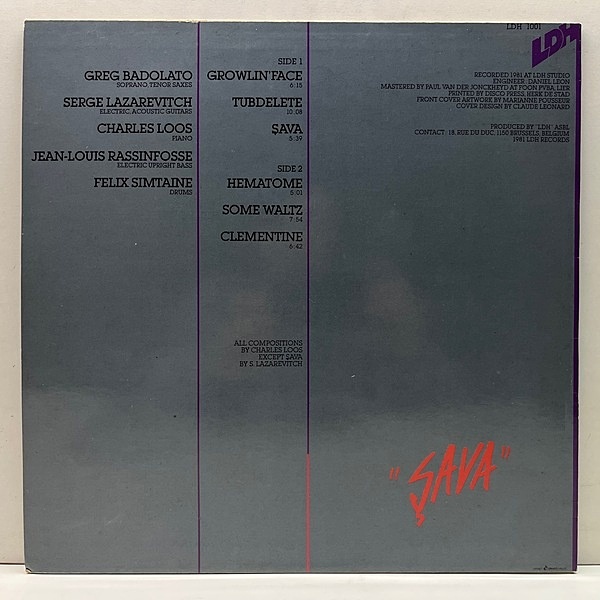 GREG BADOLATO
SOPRANO, TENOR SAXES
SERGE LAZAREVITCH
ELECTRIC, ACOUSTIC GUITARS
CHARLES LOOS
PIANO
JEAN-LOUIS RASSINFOSSE
ELECTRIC UPRIGHT BASS
FELIX SIMTAINE
DRUMS
SIDE 1
GROWLIN'FACE
6:15
TUBDELETE
10:08
ŞAVA
5:39
SIDE 2
HEMATOME
5:01
SOME WALTZ
7:54
CLEMENTINE
6:42
ALL COMPOSITIONS
BY CHARLES LOOS
EXCEPT ŞAVA
BY S. LAZAREVITCH
LDH 1001
LDH
RECORDED 1981 AT LDH STUDIO
ENGINEER: DANIEL LEON
MASTERED BY PAUL VAN DER JONCKHEYD AT FOON PVBA, LIER
PRINTED BY DISCO PRESS, HERK DE STAD
FRONT COVER ARTWORK BY MARIANNE POUSSEUR
COVER DESIGN BY CLAUDE LEONARD
PRODUCED BY "LDH" ASBL
CONTACT: 18, RUE DU DUC, 1150 BRUSSELS, BELGIUM
1981 LDH RECORDS
"ŞAVA"